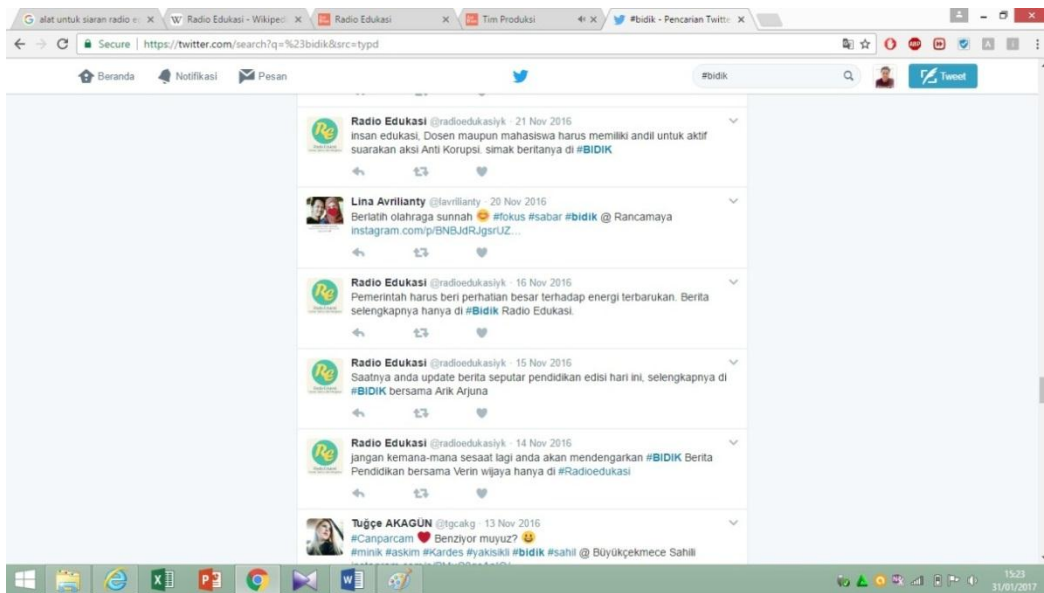 alat untuk siaran radio e
Radio Edukasi - Wikiped
Radio Edukasi
Tim Produksi
#bidik - Pencarian Twitte
Secure https://twitter.com/search?q=%23bidik&src=typd
Beranda
Notifikasi
Pesan
#bidik
Tweet
Radio Edukasi @radioedukasiyk · 21 Nov 2016
insan edukasi, Dosen maupun mahasiswa harus memiliki andil untuk aktif
suarakan aksi Anti Korupsi. simak beritanya di #BIDIK
Lina Avrilianty @lavrilianty · 20 Nov 2016
Berlatih olahraga sunnah 😊 #fokus #sabar #bidik @ Rancamaya
instagram.com/p/BNBJdRJgsrUZ...
Radio Edukasi @radioedukasiyk · 16 Nov 2016
Pemerintah harus beri perhatian besar terhadap energi terbarukan. Berita
selengkapnya hanya di #Bidik Radio Edukasi.
Radio Edukasi @radioedukasiyk · 15 Nov 2016
Saatnya anda update berita seputar pendidikan edisi hari ini, selengkapnya di
#BIDIK bersama Arik Arjuna
Radio Edukasi @radioedukasiyk · 14 Nov 2016
jangan kemana-mana sesaat lagi anda akan mendengarkan #BIDIK Berita
Pendidikan bersama Verin wijaya hanya di #Radioedukasi
Tuğçe AKAGÜN @tgcakg · 13 Nov 2016
#Canparcam ❤ Benziyor muyuz? 😀
#minik #askim #Kardes #yakisikli #bidik #sahil @ Büyükçekmece Sahili
15:23
31/01/2017